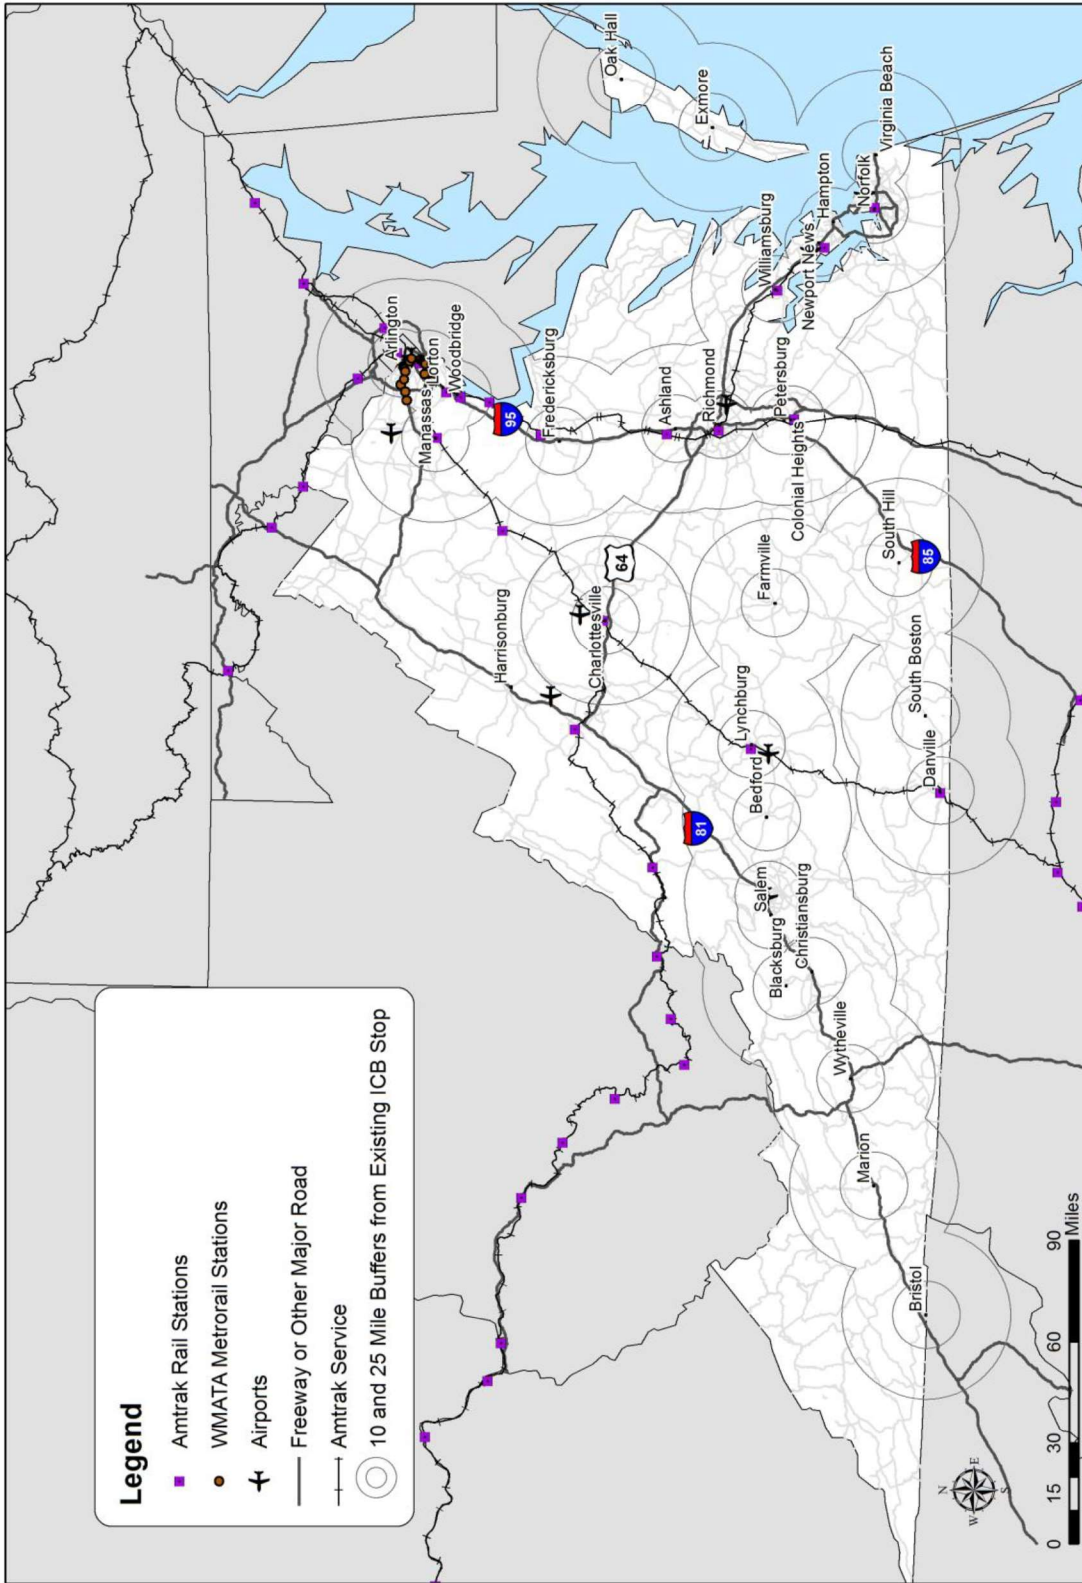 Legend
Amtrak Rail Stations
WMATA Metrorail Stations
Airports
Freeway or Other Major Road
Amtrak Service
10 and 25 Mile Buffers from Existing ICB Stop
Oak Hall
Exmore
Virginia Beach
Norfolk
Hampton
Newport News
Williamsburg
Arlington
Lorton
Woodbridge
Manassas
95
Fredericksburg
Ashland
Richmond
Petersburg
Colonial Heights
64
Harrisonburg
Charlottesville
Farmville
South Hill
85
South Boston
Danville
Lynchburg
Bedford
81
Salem
Christiansburg
Blacksburg
Wytheville
Marion
Bristol
N
W E
S
0 15 30 60 90
Miles